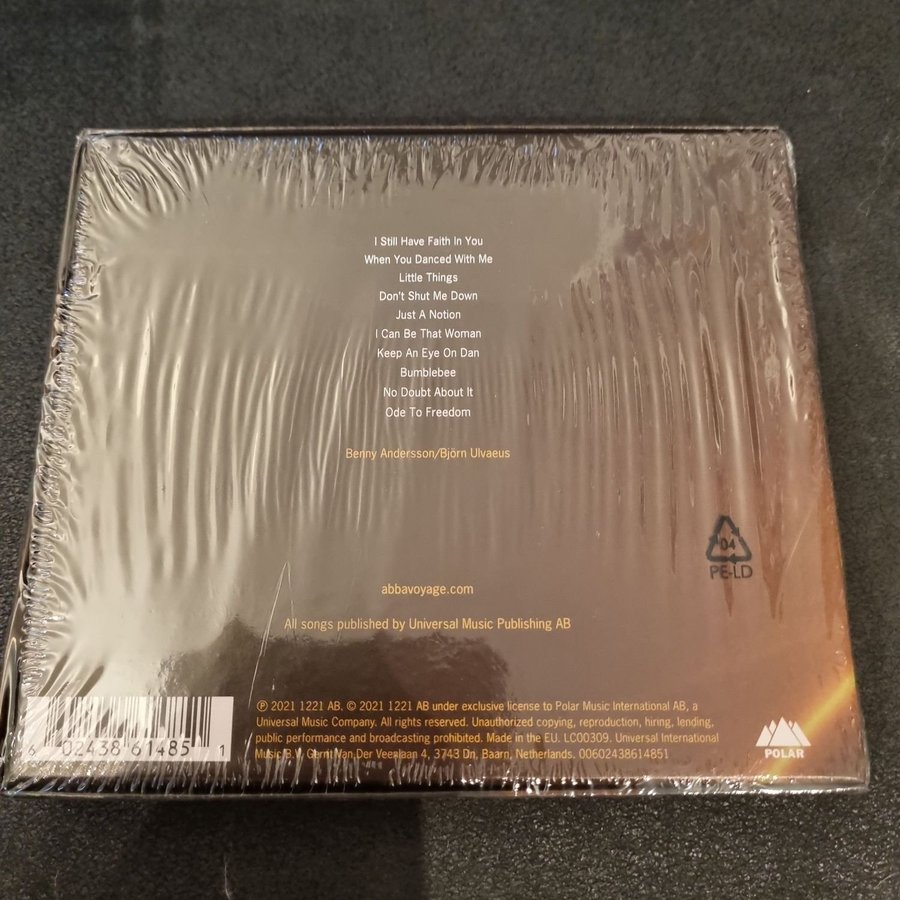 I Still Have Faith In You
When You Danced With Me
Little Things
Don't Shut Me Down
Just A Notion
I Can Be That Woman
Keep An Eye On Dan
Bumblebee
No Doubt About It
Ode To Freedom
Benny Andersson/Björn Ulvaeus
04
PE-LD
abbavoyage.com
All songs published by Universal Music Publishing AB
℗ 2021 1221 AB. © 2021 1221 AB under exclusive license to Polar Music International AB, a
Universal Music Company. All rights reserved. Unauthorized copying, reproduction, hiring, lending,
public performance and broadcasting prohibited. Made in the EU. LC00309. Universal International
Music B.V. Gerrit Van Der Veenlaan 4, 3743 Dn, Baarn, Netherlands. 00602438614851
6 02438 61485 1
POLAR